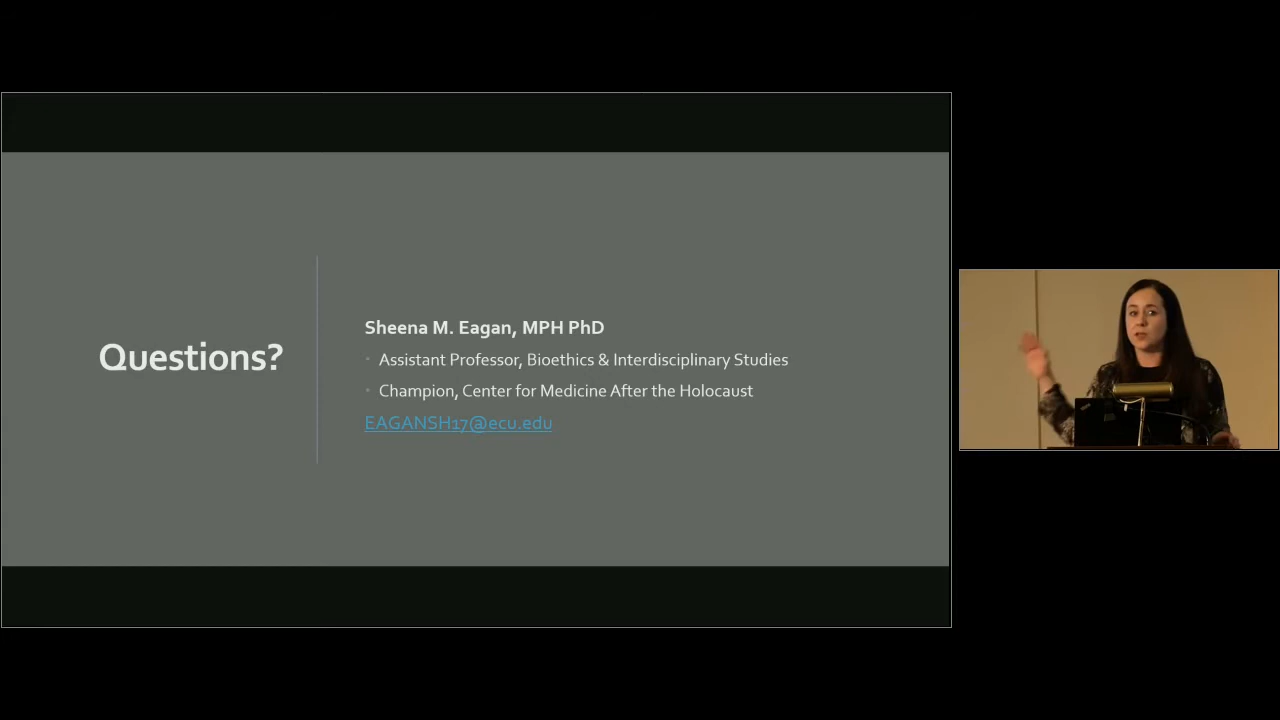 Questions?
Sheena M. Eagan, MPH PhD
Assistant Professor, Bioethics & Interdisciplinary Studies
Champion, Center for Medicine After the Holocaust
EAGANSH17@ecu.edu